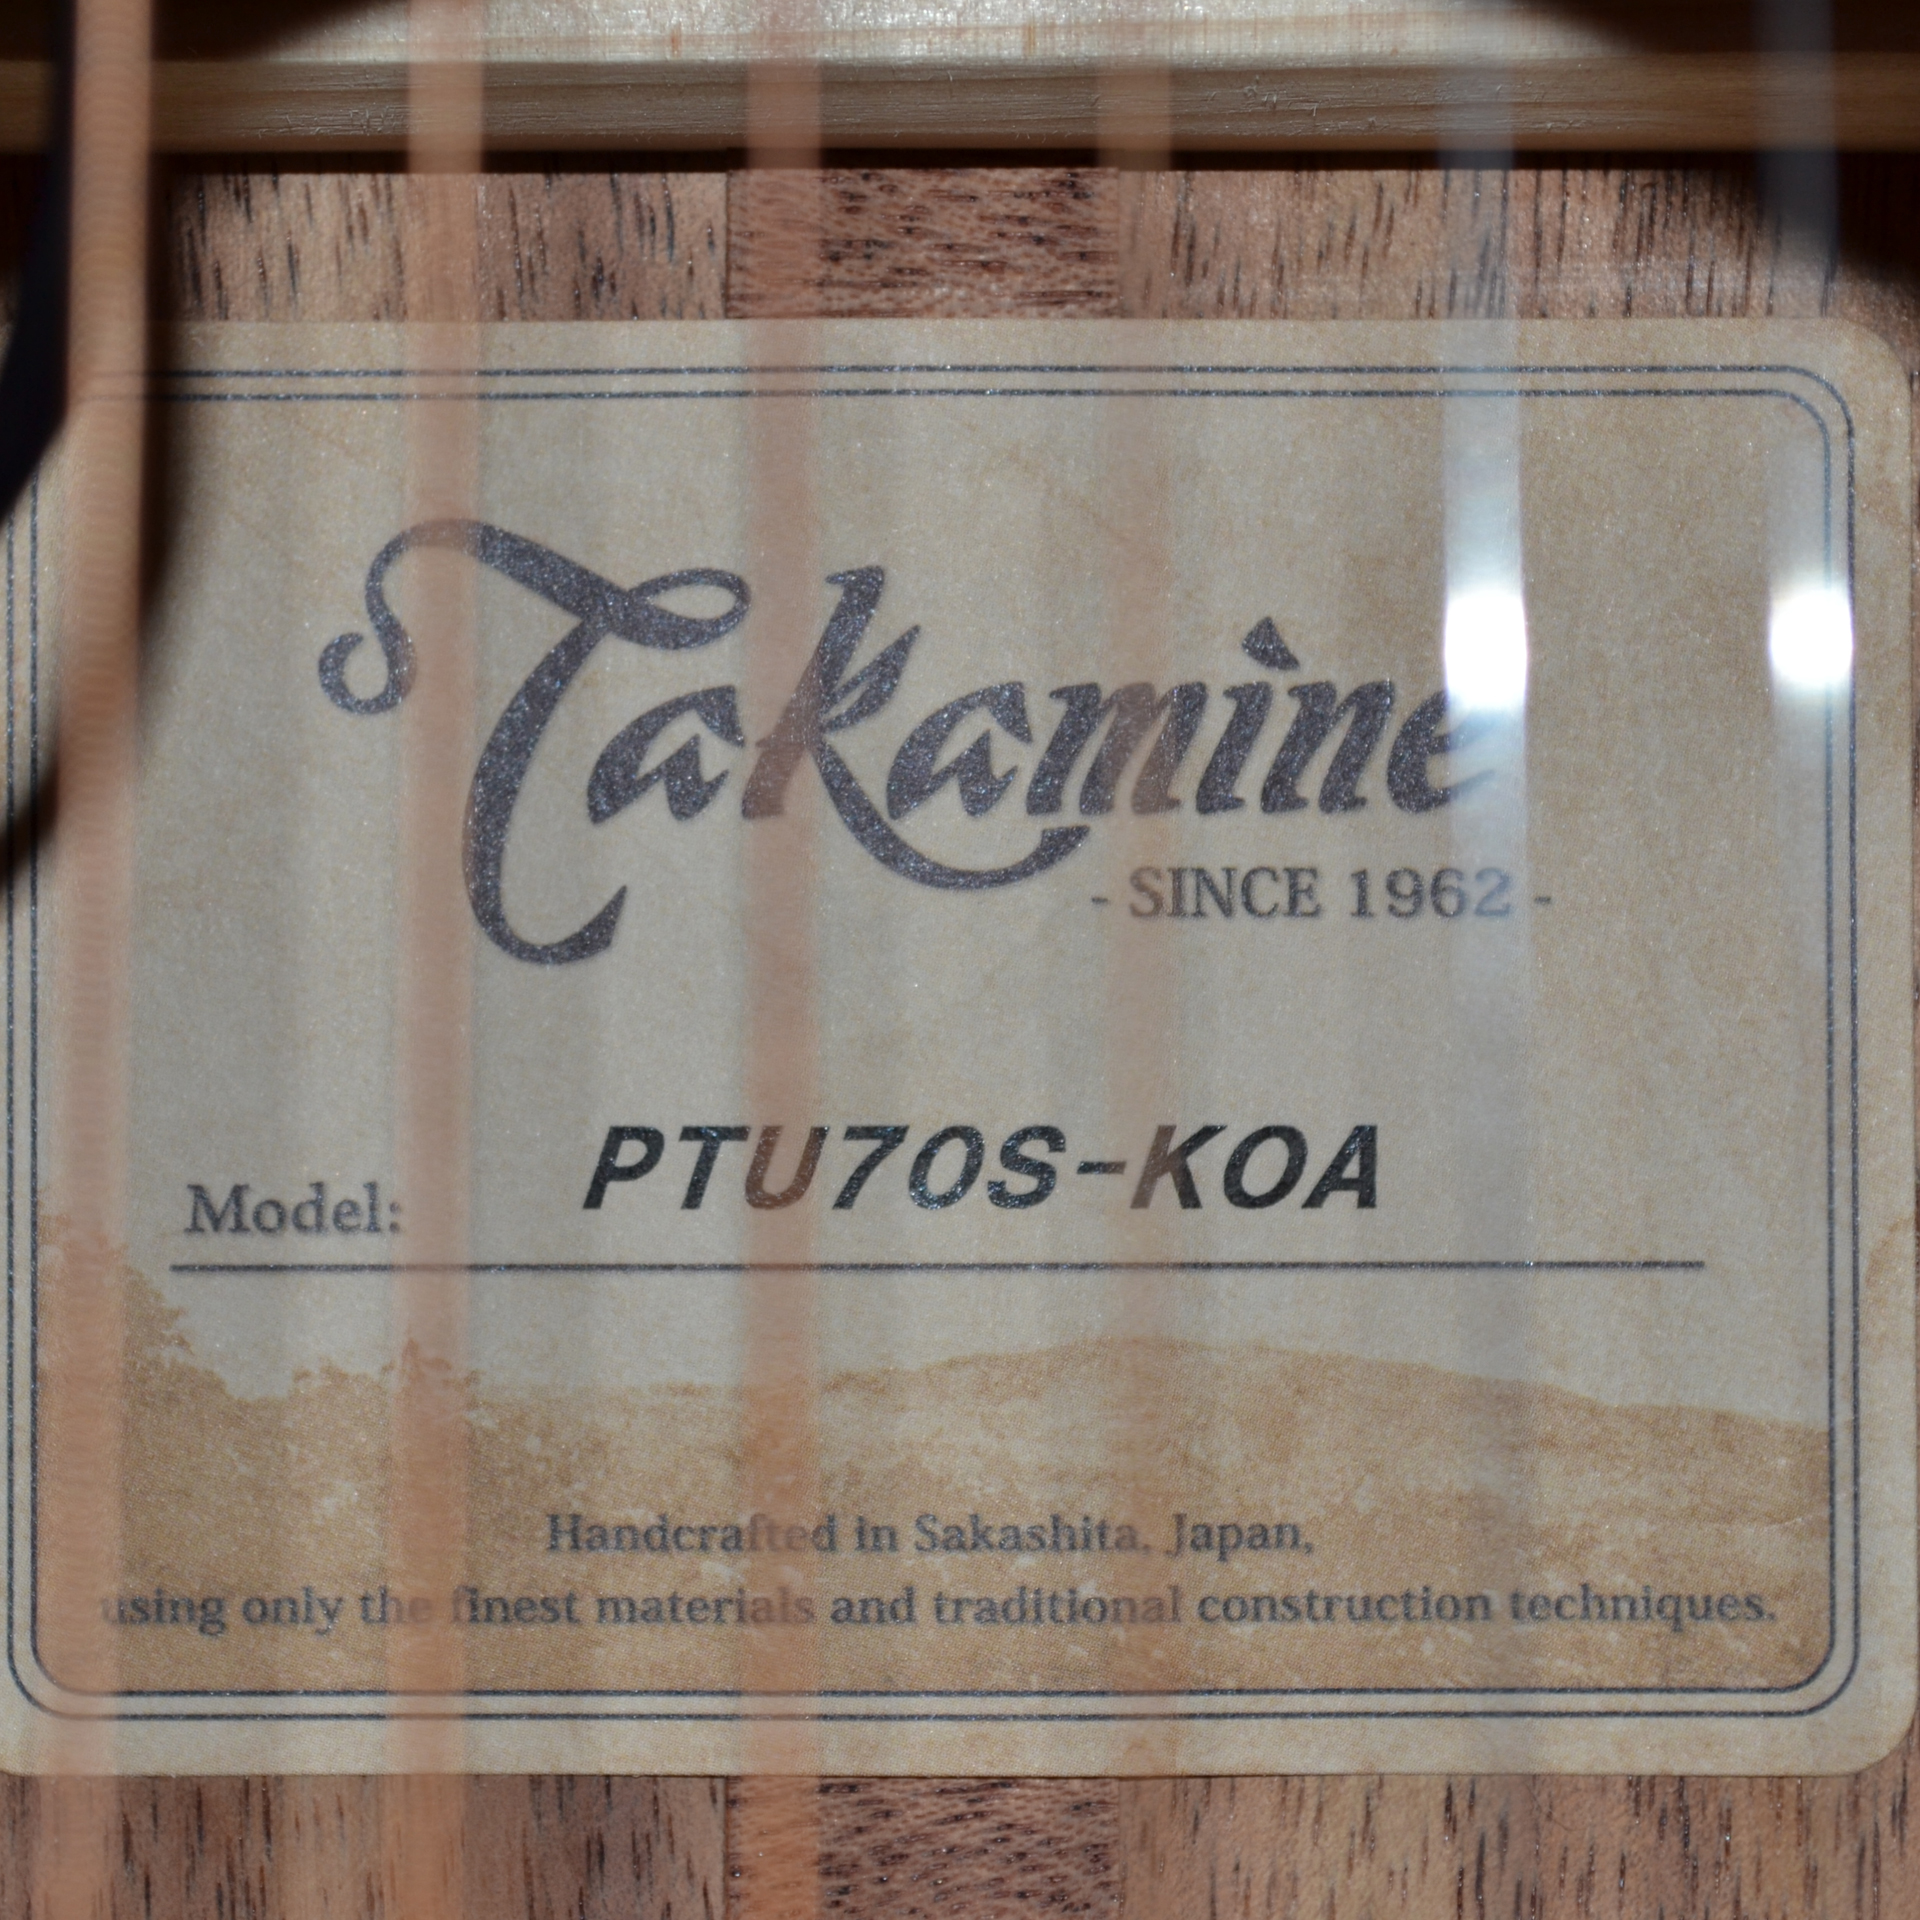 Takamine
- SINCE 1962 -
Model: PTU70S-KOA
Handcrafted in Sakashita, Japan,
using only the finest materials and traditional construction techniques.